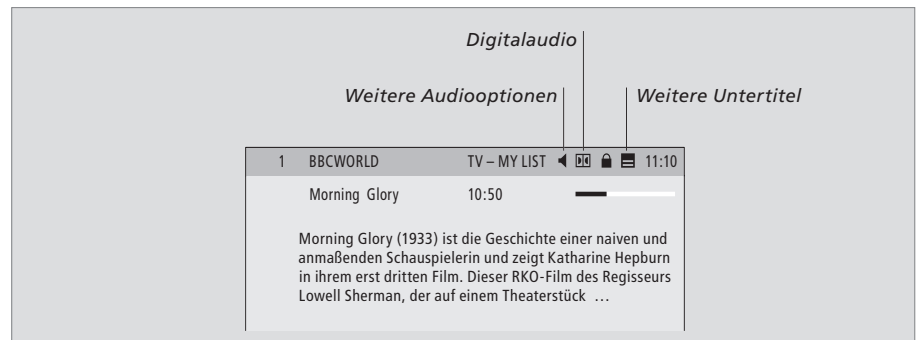 Digitalaudio
Weitere Audiooptionen
Weitere Untertitel
1 BBCWORLD TV – MY LIST 11:10
Morning Glory 10:50
Morning Glory (1933) ist die Geschichte einer naiven und
anmaßenden Schauspielerin und zeigt Katharine Hepburn
in ihrem erst dritten Film. Dieser RKO-Film des Regisseurs
Lowell Sherman, der auf einem Theaterstück …